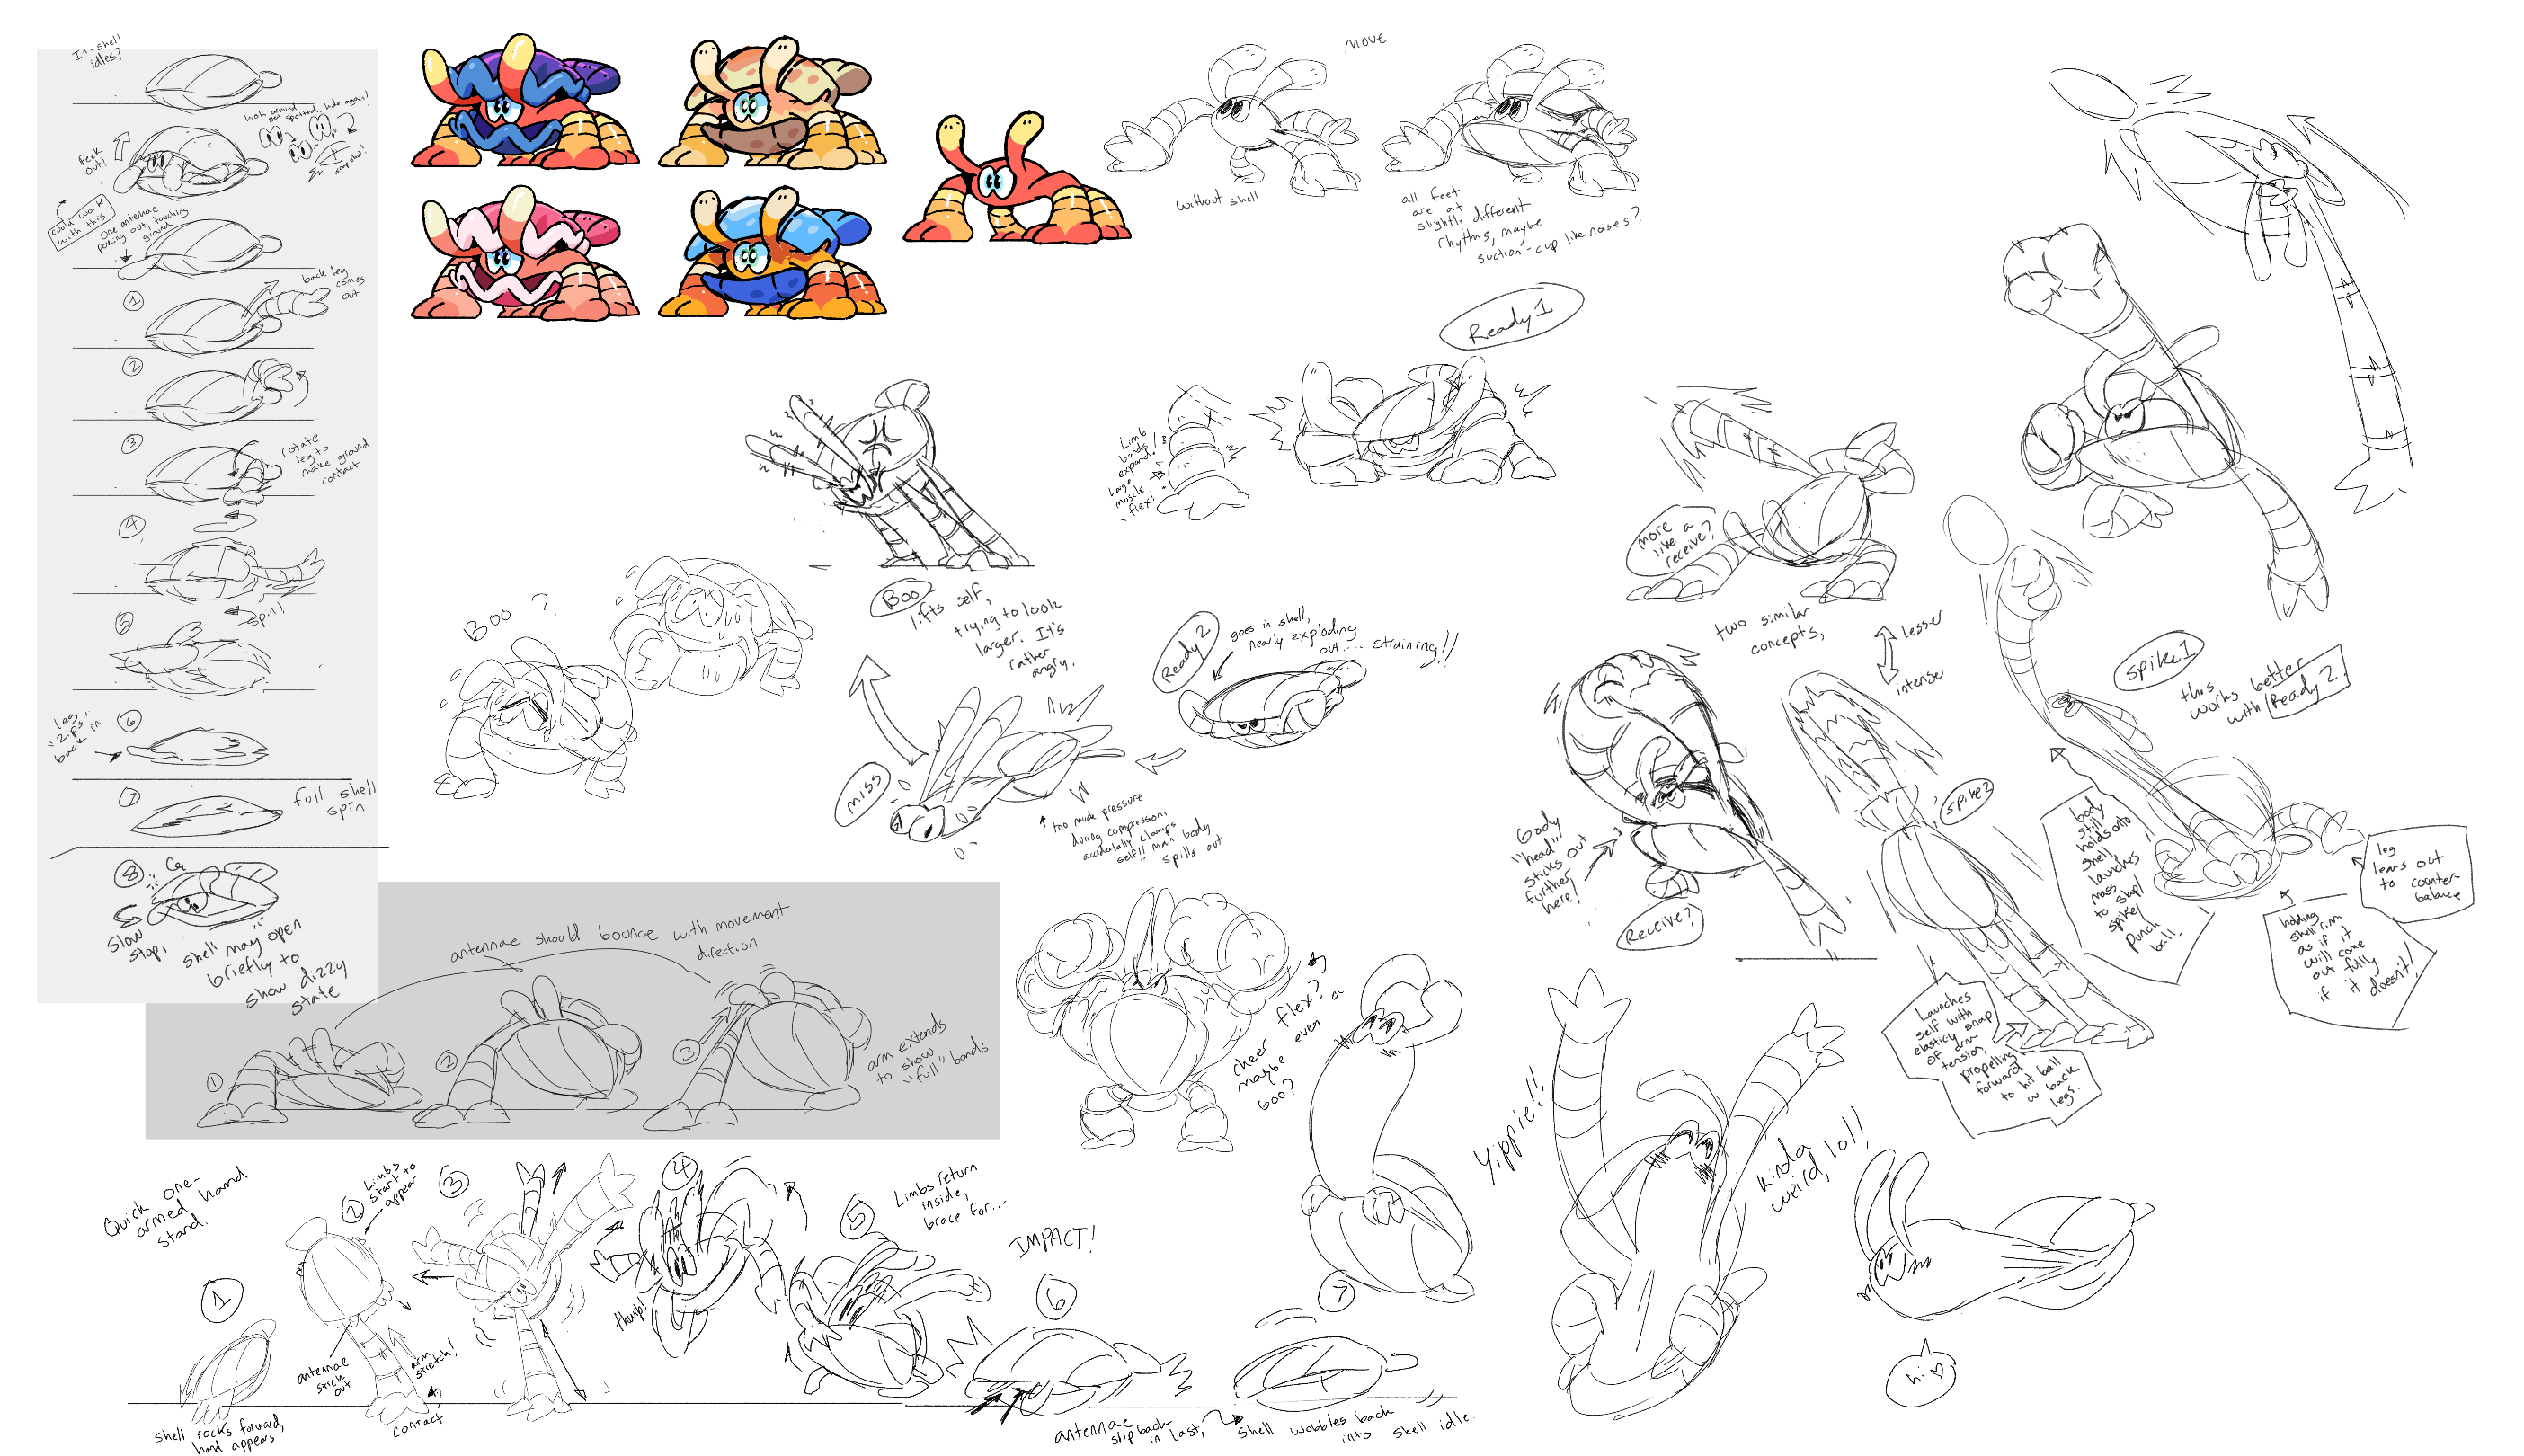 In-shell
idles?
look around,
get spotted, hide again!
Peek
out!
could work
with this
One antennae
poking out, touching
ground
1
back leg
comes
out
2
3
rotate
leg to
make ground
contact
4
spin!
5
leg
"zips"
back in
6
7
full shell
spin
8
slow
stop,
shell may open
briefly to
show dizzy
state
Move
without shell
all feet
are at
slightly different
rhythms, maybe
suction-cup like noises?
Ready 1
Limb
bands
expand!
Large
muscle
flex!
Boo?
Boo
lifts self,
trying to look
larger. It's
rather
angry.
Ready 2
goes in shell,
nearly exploding
out.... straining!!
miss
too much pressure
during compression,
accidentally clamps
self!! main body
spills out
more
like a
receive?
two similar
concepts,
lesser
intense
Spike 1
this
works better
with Ready 2.
Body
"head"
sticks out
further
here!
Receive?
Spike 2
body
still
holds onto
shell,
launches
mass
to slap!
spike!
punch
ball.
leg
leans out
to counter-
balance.
holding
shell rim
as if it
will come
out fully
if it
doesn't!
Launches
self with
elasticy snap
of arm
tension,
propelling
forward
to hit ball
w back
legs.
antennae should bounce with movement
direction
1
2
3
arm extends
to show
"full" bands
cheer flex?
maybe even a
boo?
Yippie!!
kinda
weird, lol!
hi ♡
Quick one-
armed hand
stand.
1
shell rocks forward,
hand appears
2
Limbs
start to
appear
antennae
stick
out
arm
stretch!
contact
3
4
thwip!
5
Limbs return
inside,
brace for...
IMPACT!
6
antennae
slip back
in last,
7
shell wobbles back
into shell idle.